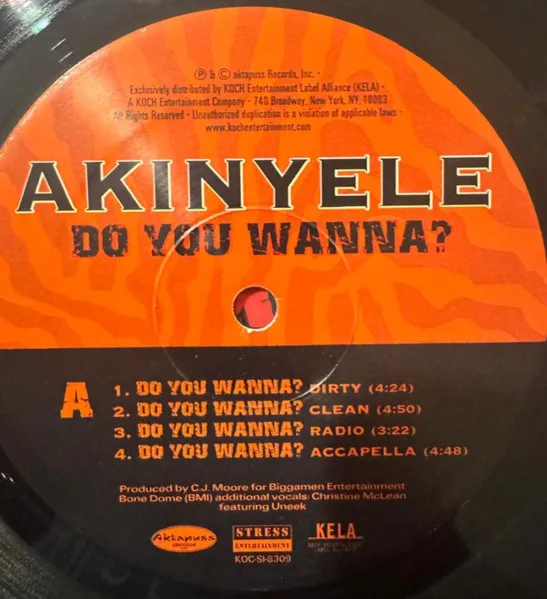 ℗ & © aktapuss Records, Inc. •
Exclusively distributed by KOCH Entertainment Label Alliance (KELA) •
A KOCH Entertainment Company • 740 Broadway, New York, NY, 10003
All Rights Reserved • Unauthorized duplication is a violation of applicable laws •
www.kochentertainment.com
AKINYELE
DO YOU WANNA?
A
1. DO YOU WANNA? DIRTY (4:24)
2. DO YOU WANNA? CLEAN (4:50)
3. DO YOU WANNA? RADIO (3:22)
4. DO YOU WANNA? ACCAPELLA (4:48)
Produced by C.J. Moore for Biggamen Entertainment
Bone Dome (BMI) additional vocals: Christine McLean
featuring Uneek
Aktapuss
STRESS
ENTERTAINMENT
KELA
KOC-SI-8309